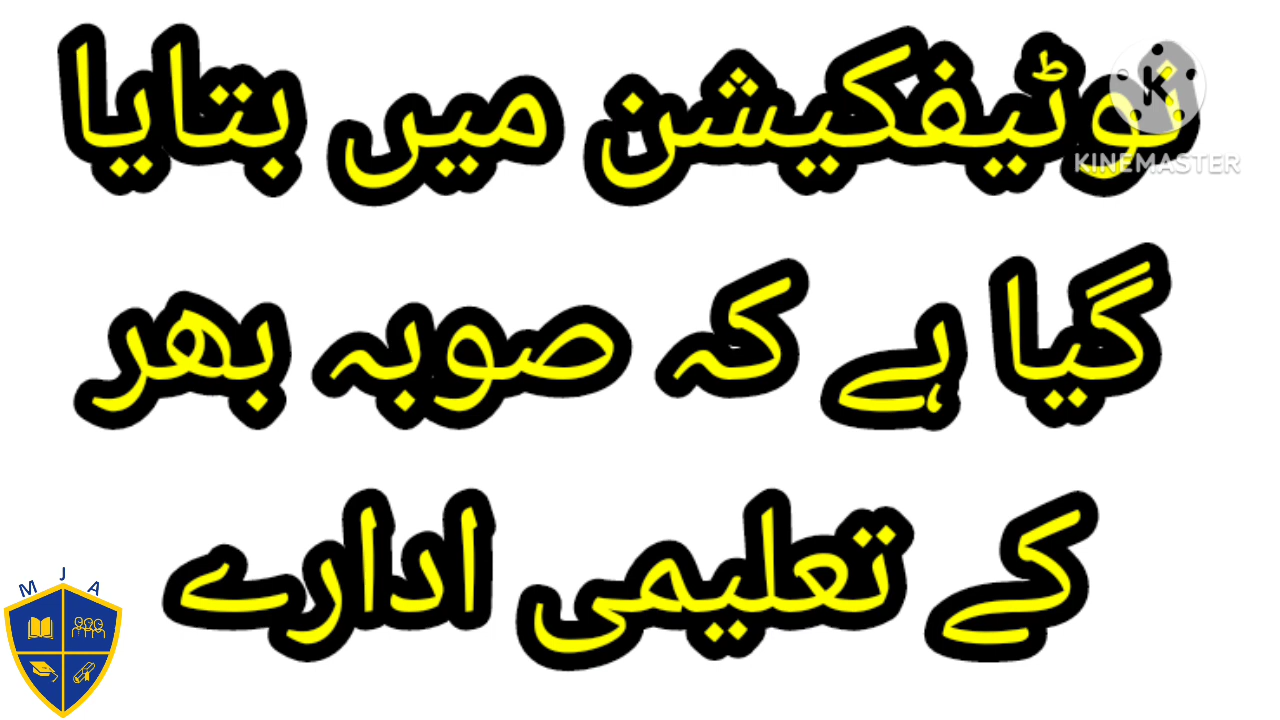 نوٹیفکیشن میں بتایا
KINEMASTER
گیا ہے کہ صوبہ بھر
کے تعلیمی ادارے
M J A